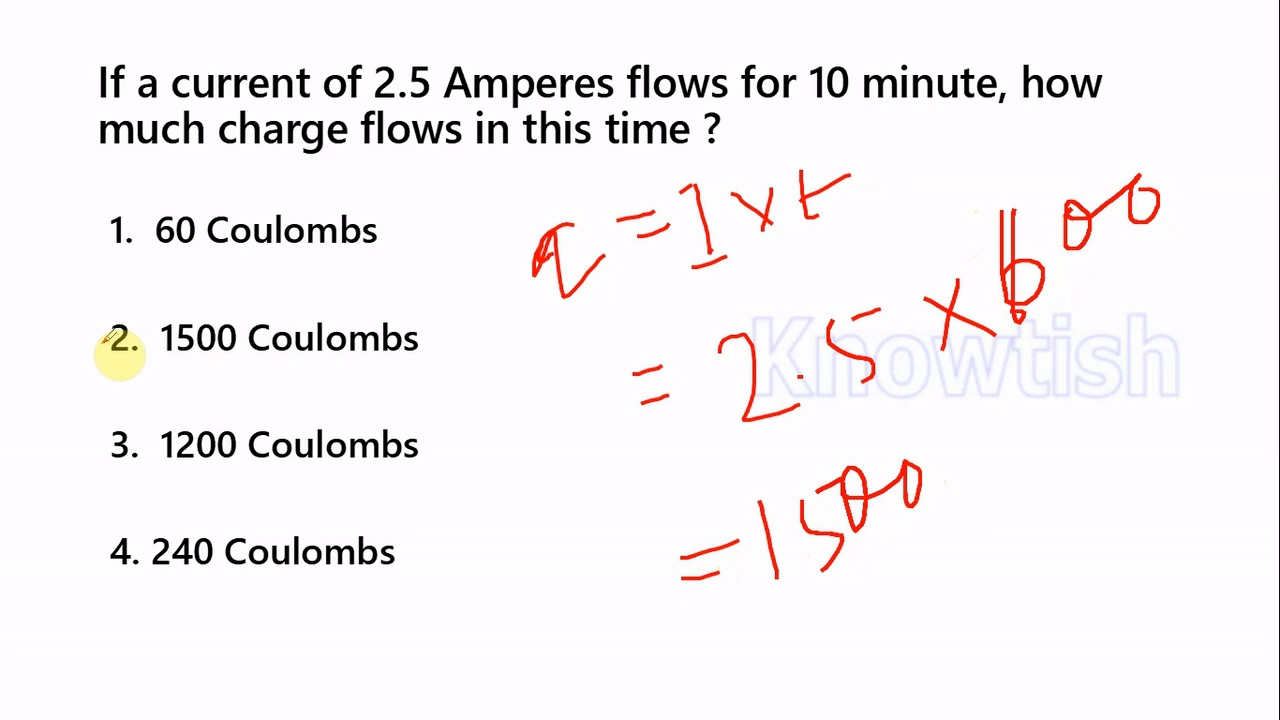 If a current of 2.5 Amperes flows for 10 minute, how
much charge flows in this time ?
1. 60 Coulombs
2. 1500 Coulombs
3. 1200 Coulombs
4. 240 Coulombs
q = I x t
= 2.5 x 600
= 1500
Knowtish